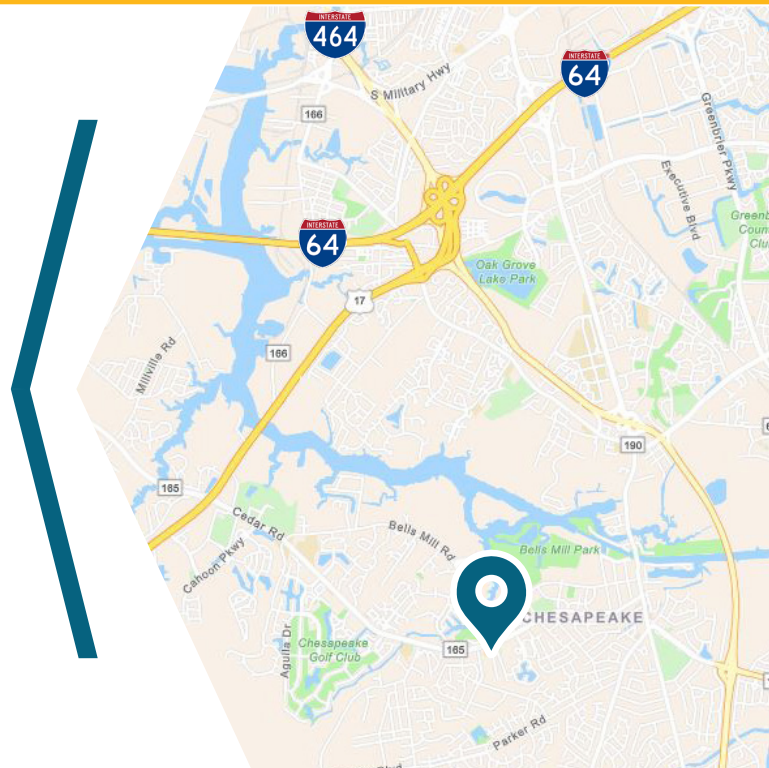 INTERSTATE
464
S Military Hwy
INTERSTATE
64
166
Greenbrier Pkwy
Executive Blvd
INTERSTATE
64
Oak Grove
Lake Park
17
166
Millville Rd
190
165
Cedar Rd
Bells Mill Rd
Cahoon Pkwy
Bells Mill Park
CHESAPEAKE
165
Aguila Dr
Chesapeake
Golf Club
Parker Rd